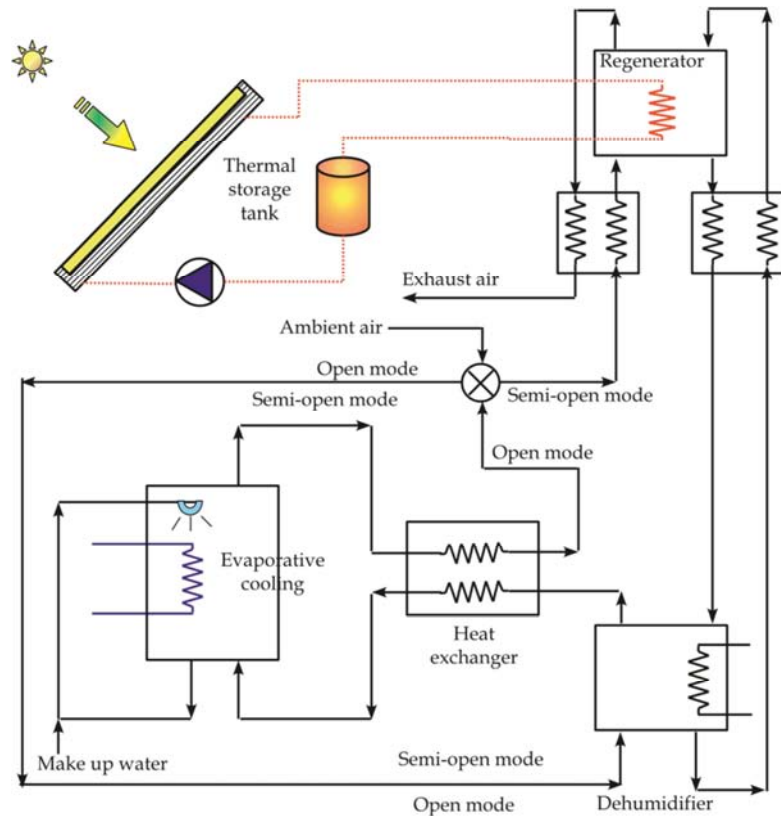 Regenerator
Thermal
storage
tank
Exhaust air
Ambient air
Open mode
Semi-open mode
Semi-open mode
Open mode
Evaporative
cooling
Heat
exchanger
Make up water
Semi-open mode
Open mode
Dehumidifier